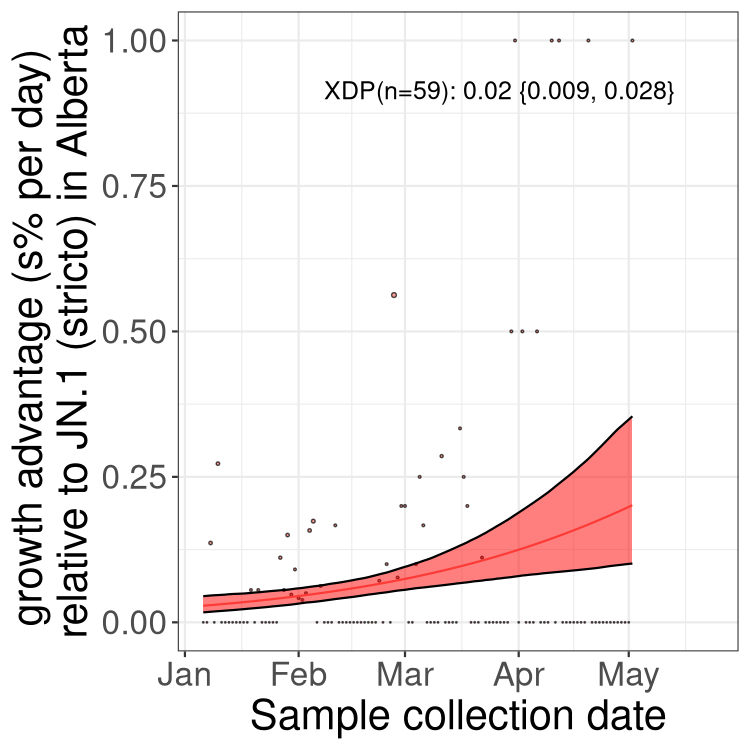 growth advantage (s% per day)
relative to JN.1 (stricto) in Alberta
1.00
XDP(n=59): 0.02 {0.009, 0.028}
0.75
0.50
0.25
0.00
Jan Feb Mar Apr May
Sample collection date